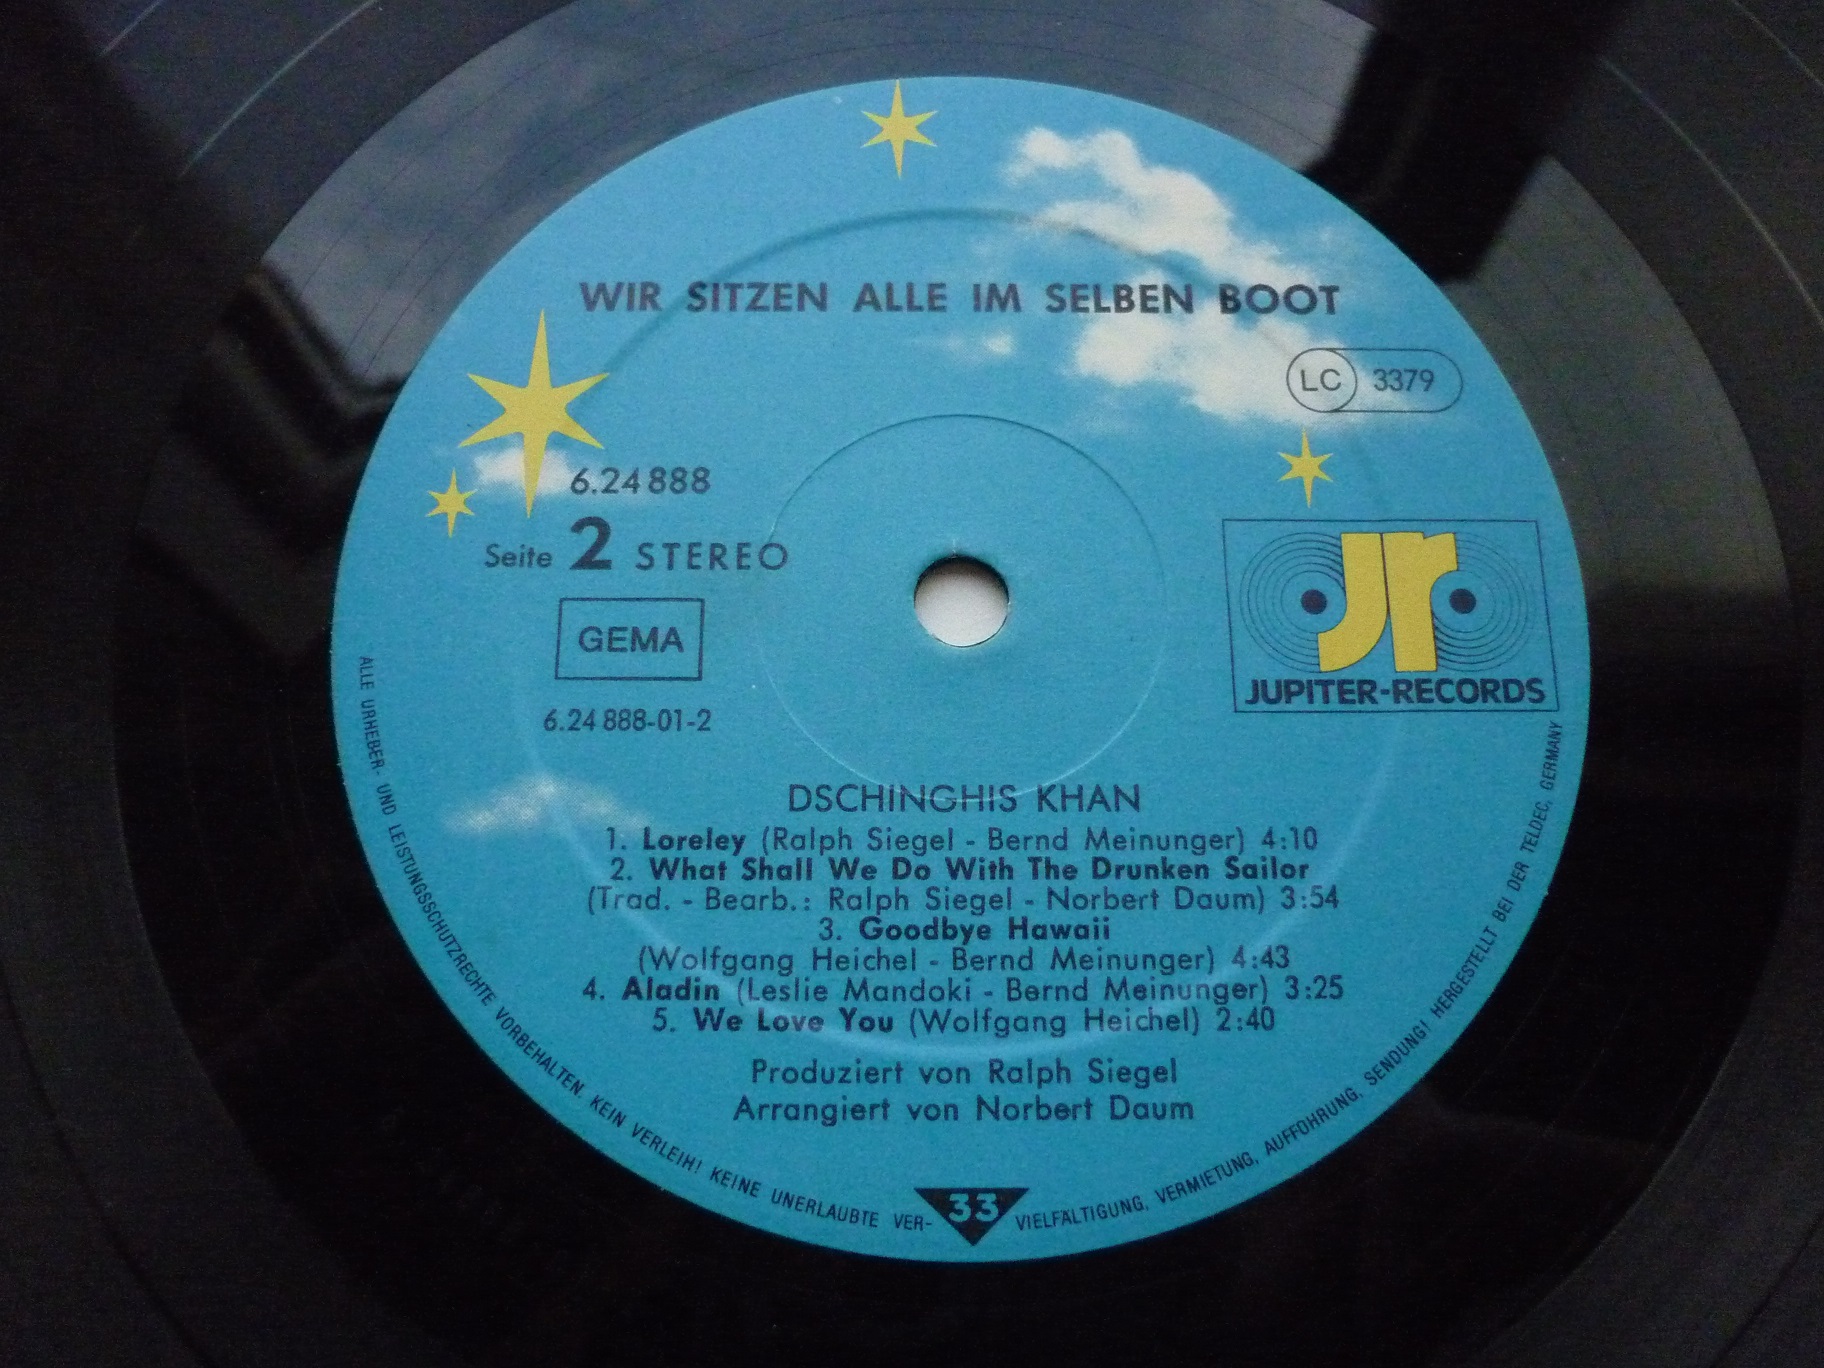 WIR SITZEN ALLE IM SELBEN BOOT
LC 3379
6.24 888
Seite 2 STEREO
GEMA
6.24 888-01-2
jr
JUPITER-RECORDS
DSCHINGHIS KHAN
1. Loreley (Ralph Siegel - Bernd Meinunger) 4:10
2. What Shall We Do With The Drunken Sailor
(Trad. - Bearb.: Ralph Siegel - Norbert Daum) 3:54
3. Goodbye Hawaii
(Wolfgang Heichel - Bernd Meinunger) 4:43
4. Aladin (Leslie Mandoki - Bernd Meinunger) 3:25
5. We Love You (Wolfgang Heichel) 2:40
Produziert von Ralph Siegel
Arrangiert von Norbert Daum
33
ALLE URHEBER- UND LEISTUNGSSCHUTZRECHTE VORBEHALTEN. KEIN VERLEIH! KEINE UNERLAUBTE VER-VIELFÄLTIGUNG, VERMIETUNG, AUFFÜHRUNG, SENDUNG! HERGESTELLT BEI DER TELDEC, GERMANY